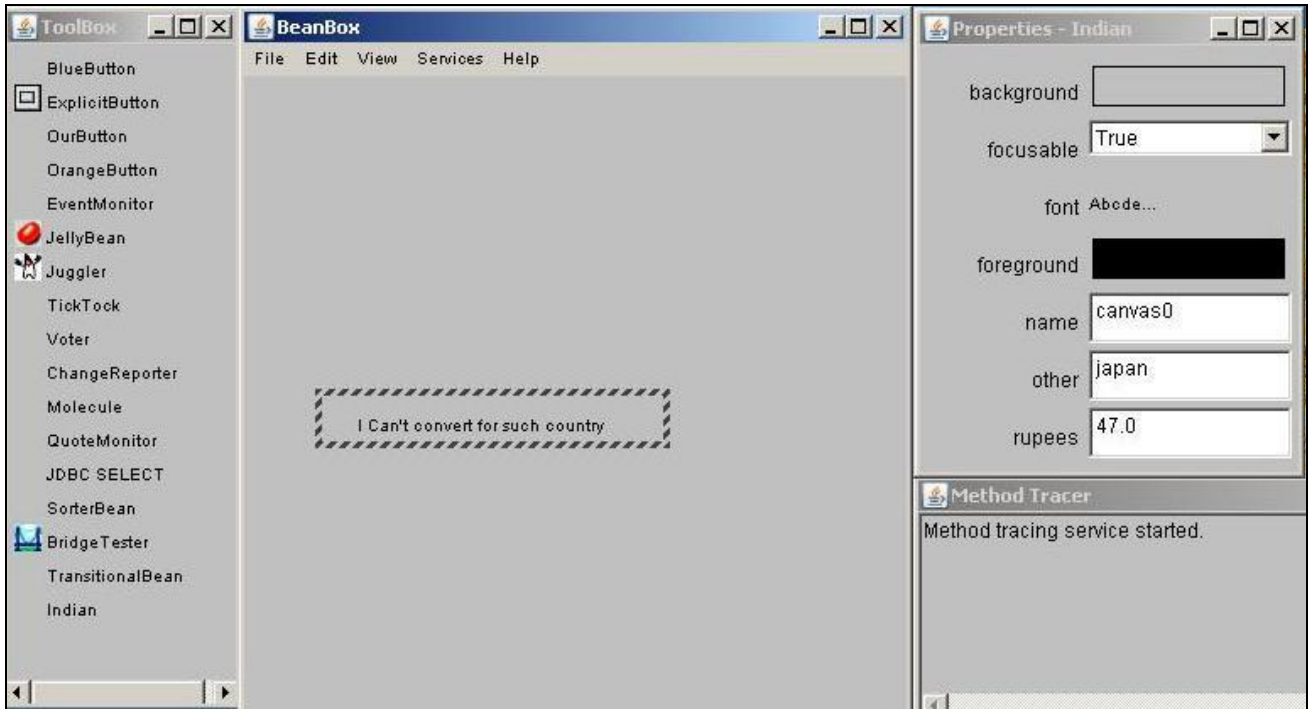 ToolBox
BlueButton
ExplicitButton
OurButton
OrangeButton
EventMonitor
JellyBean
Juggler
TickTock
Voter
ChangeReporter
Molecule
QuoteMonitor
JDBC SELECT
SorterBean
BridgeTester
TransitionalBean
Indian
BeanBox
File Edit View Services Help
I Can't convert for such country
Properties - Indian
background
focusable True
font Abcde...
foreground
name canvas0
other japan
rupees 47.0
Method Tracer
Method tracing service started.